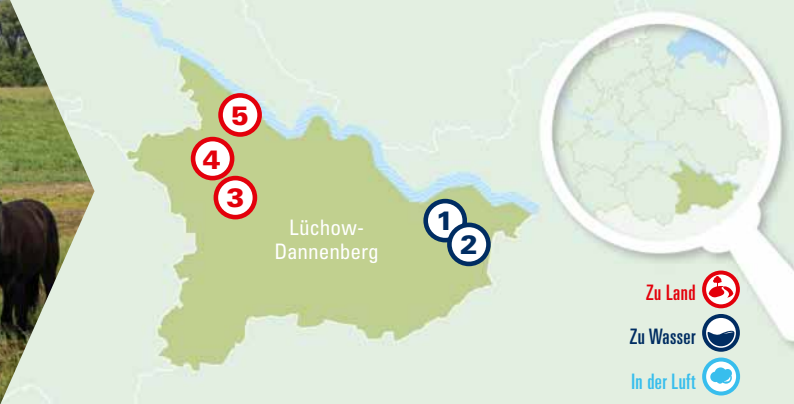 5
4
3
1
2
Lüchow-
Dannenberg
Zu Land
Zu Wasser
In der Luft